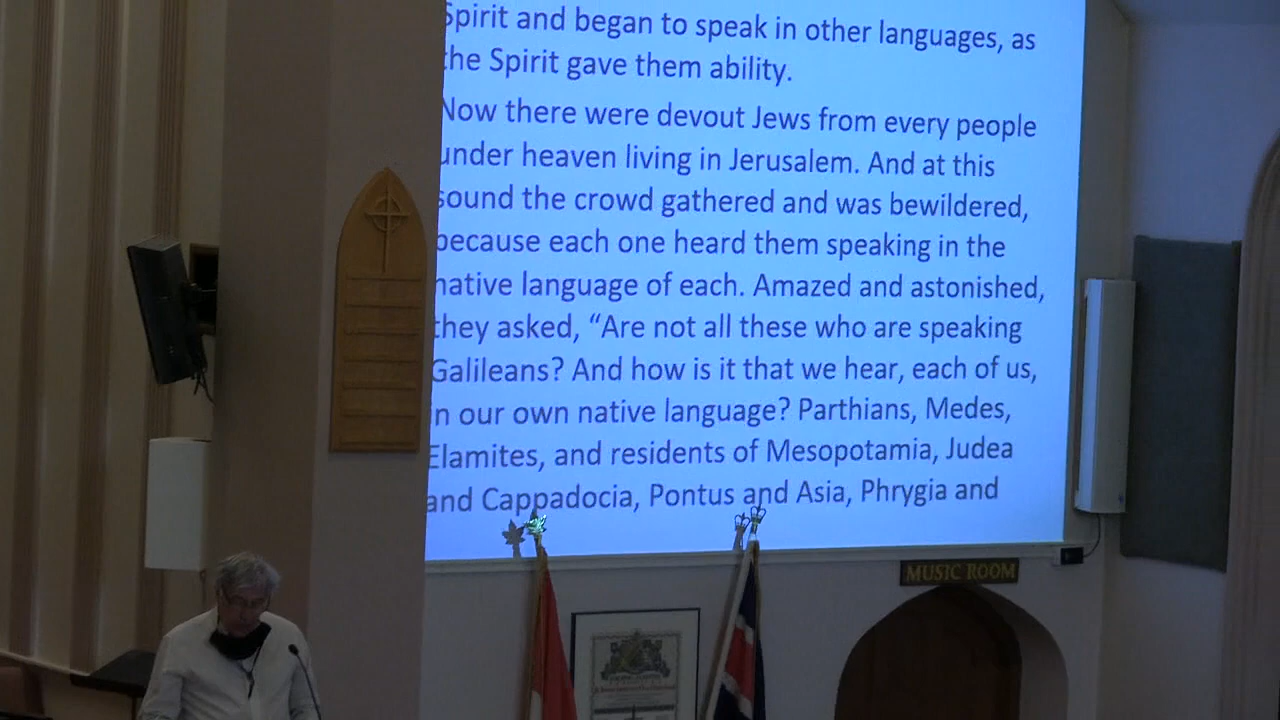 Spirit and began to speak in other languages, as
the Spirit gave them ability.
Now there were devout Jews from every people
under heaven living in Jerusalem. And at this
sound the crowd gathered and was bewildered,
because each one heard them speaking in the
native language of each. Amazed and astonished,
they asked, “Are not all these who are speaking
Galileans? And how is it that we hear, each of us,
in our own native language? Parthians, Medes,
Elamites, and residents of Mesopotamia, Judea
and Cappadocia, Pontus and Asia, Phrygia and
MUSIC ROOM